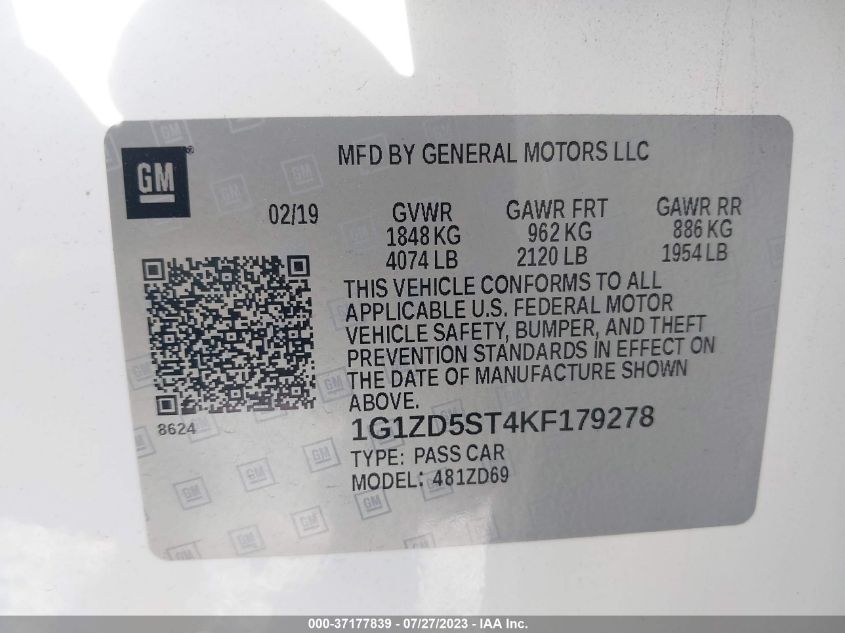 GM
MFD BY GENERAL MOTORS LLC
02/19
GVWR GAWR FRT GAWR RR
1848 KG 962 KG 886 KG
4074 LB 2120 LB 1954 LB
THIS VEHICLE CONFORMS TO ALL
APPLICABLE U.S. FEDERAL MOTOR
VEHICLE SAFETY, BUMPER, AND THEFT
PREVENTION STANDARDS IN EFFECT ON
THE DATE OF MANUFACTURE SHOWN
ABOVE.
8624
1G1ZD5ST4KF179278
TYPE: PASS CAR
MODEL: 481ZD69
000-37177839 - 07/27/2023 - IAA Inc.